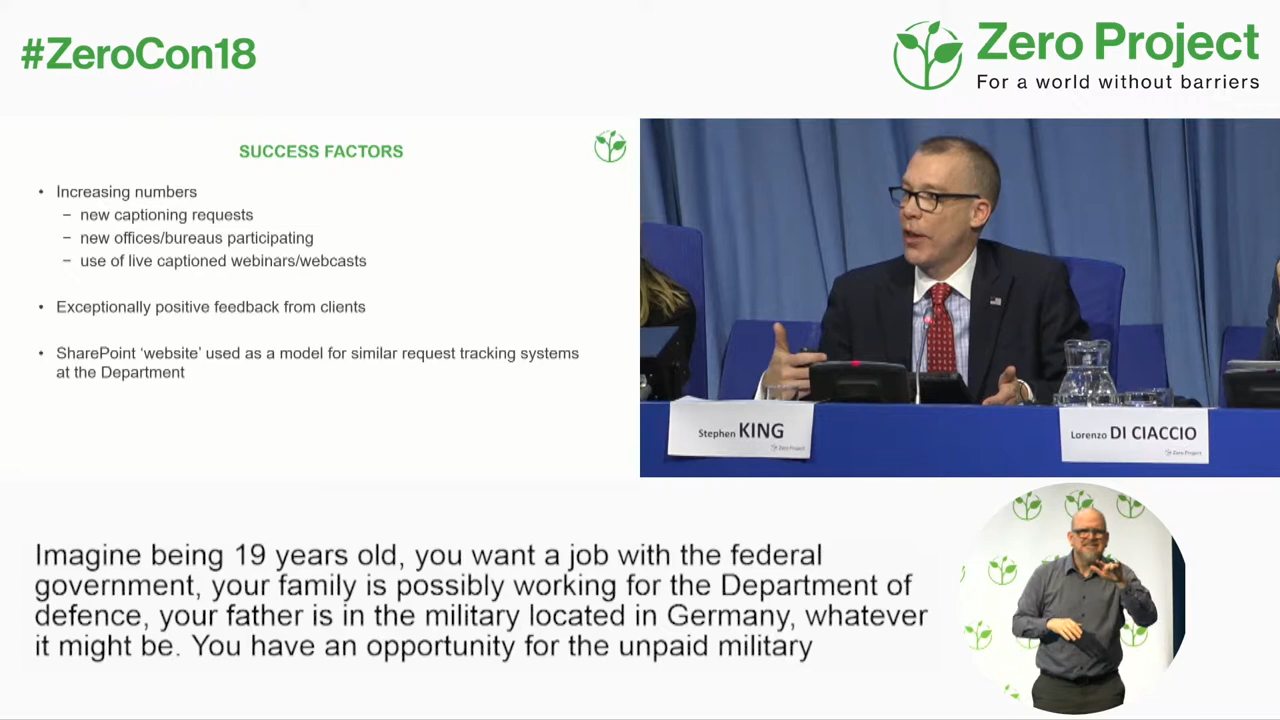 #ZeroCon18
Zero Project
For a world without barriers
SUCCESS FACTORS
• Increasing numbers
− new captioning requests
− new offices/bureaus participating
− use of live captioned webinars/webcasts
• Exceptionally positive feedback from clients
• SharePoint ‘website’ used as a model for similar request tracking systems
at the Department
Stephen KING
Zero Project
Lorenzo DI CIACCIO
Zero Project
Imagine being 19 years old, you want a job with the federal
government, your family is possibly working for the Department of
defence, your father is in the military located in Germany, whatever
it might be. You have an opportunity for the unpaid military